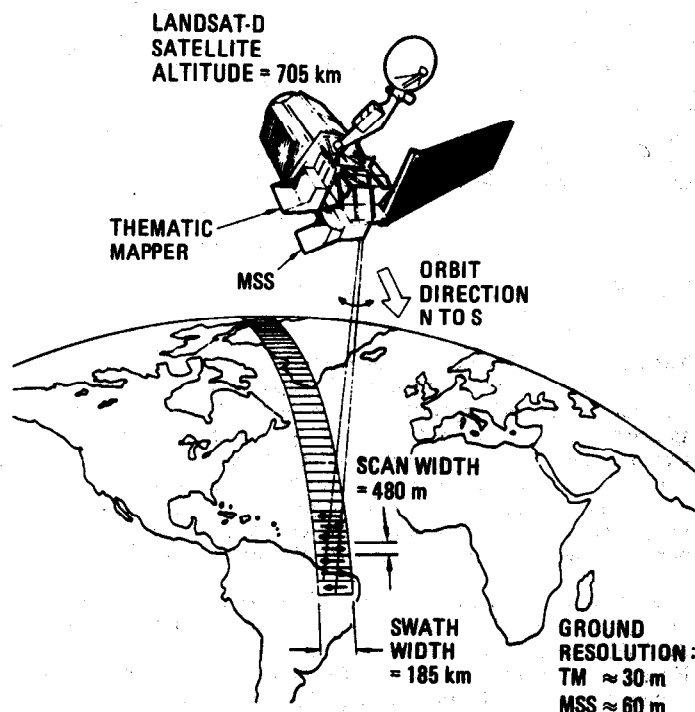 LANDSAT-D
SATELLITE
ALTITUDE = 705 km
THEMATIC
MAPPER
MSS
ORBIT
DIRECTION
N TO S
SCAN WIDTH
= 480 m
SWATH
WIDTH
= 185 km
GROUND
RESOLUTION:
TM ≈ 30 m
MSS ≈ 60 m